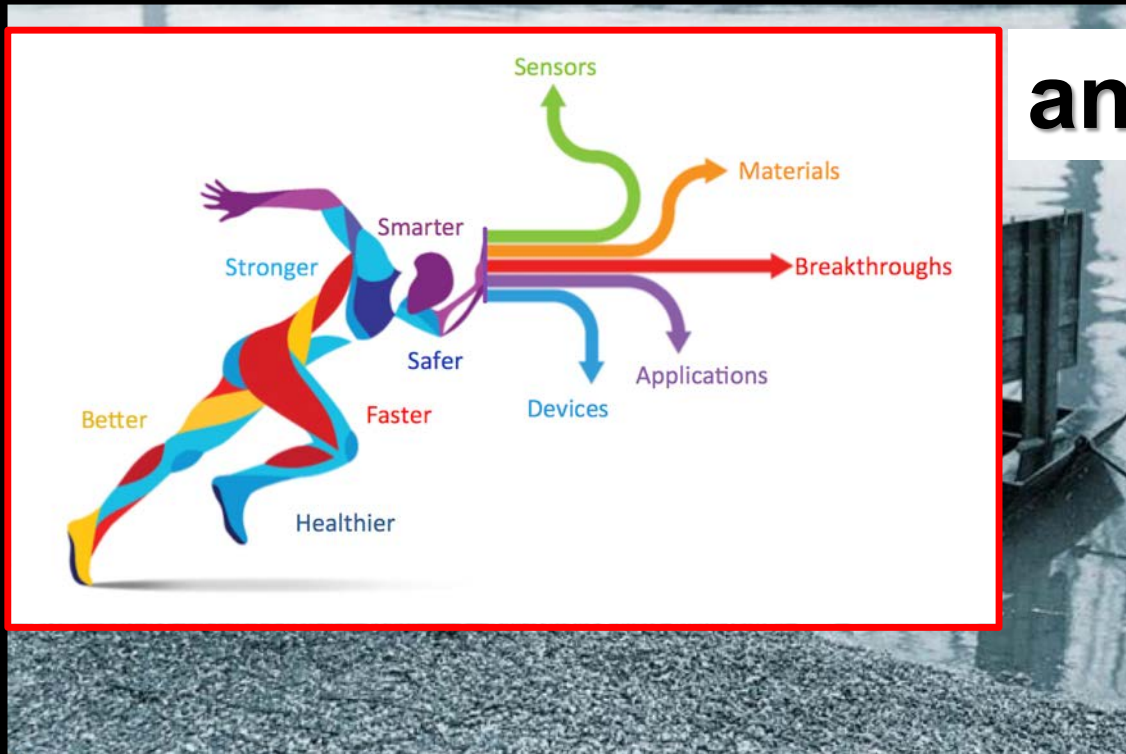 Sensors
an
Materials
Smarter
Stronger
Breakthroughs
Safer
Applications
Devices
Better
Faster
Healthier